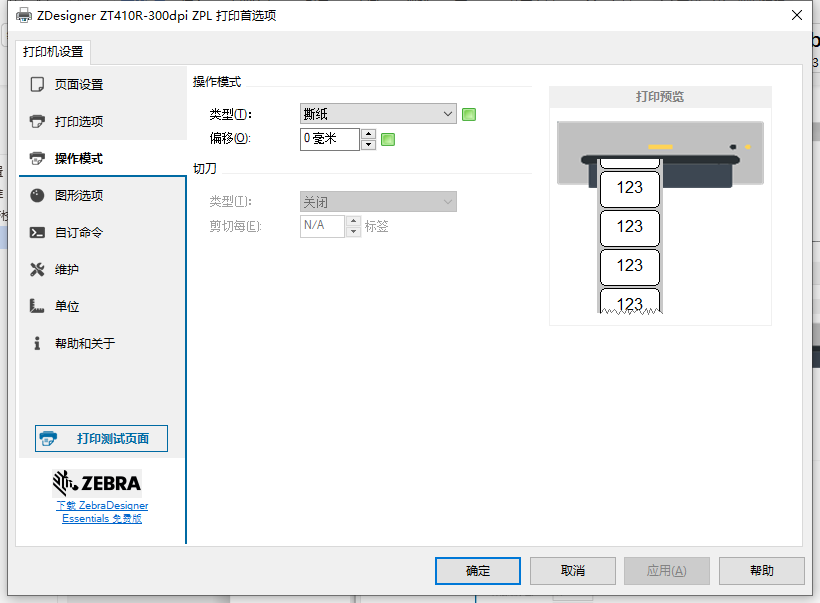 ZDesigner ZT410R-300dpi ZPL 打印首选项
打印机设置
页面设置
打印选项
操作模式
图形选项
自订命令
维护
单位
帮助和关于
打印测试页面
ZEBRA
下载 ZebraDesigner
Essentials 免费版
操作模式
类型(T):
撕纸
偏移(O):
0 毫米
切刀
类型(T):
关闭
剪切每(E):
N/A
标签
打印预览
123
123
123
123
确定
取消
应用(A)
帮助